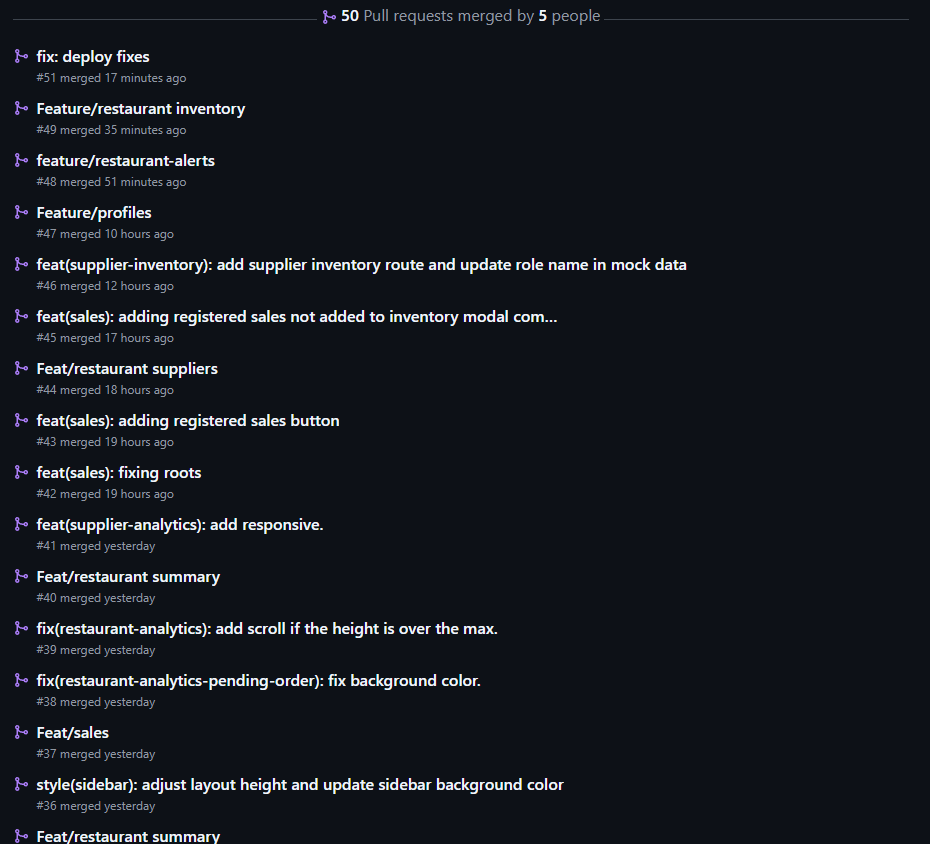 50 Pull requests merged by 5 people
fix: deploy fixes
#51 merged 17 minutes ago
Feature/restaurant inventory
#49 merged 35 minutes ago
feature/restaurant-alerts
#48 merged 51 minutes ago
Feature/profiles
#47 merged 10 hours ago
feat(supplier-inventory): add supplier inventory route and update role name in mock data
#46 merged 12 hours ago
feat(sales): adding registered sales not added to inventory modal com...
#45 merged 17 hours ago
Feat/restaurant suppliers
#44 merged 18 hours ago
feat(sales): adding registered sales button
#43 merged 19 hours ago
feat(sales): fixing roots
#42 merged 19 hours ago
feat(supplier-analytics): add responsive.
#41 merged yesterday
Feat/restaurant summary
#40 merged yesterday
fix(restaurant-analytics): add scroll if the height is over the max.
#39 merged yesterday
fix(restaurant-analytics-pending-order): fix background color.
#38 merged yesterday
Feat/sales
#37 merged yesterday
style(sidebar): adjust layout height and update sidebar background color
#36 merged yesterday
Feat/restaurant summary